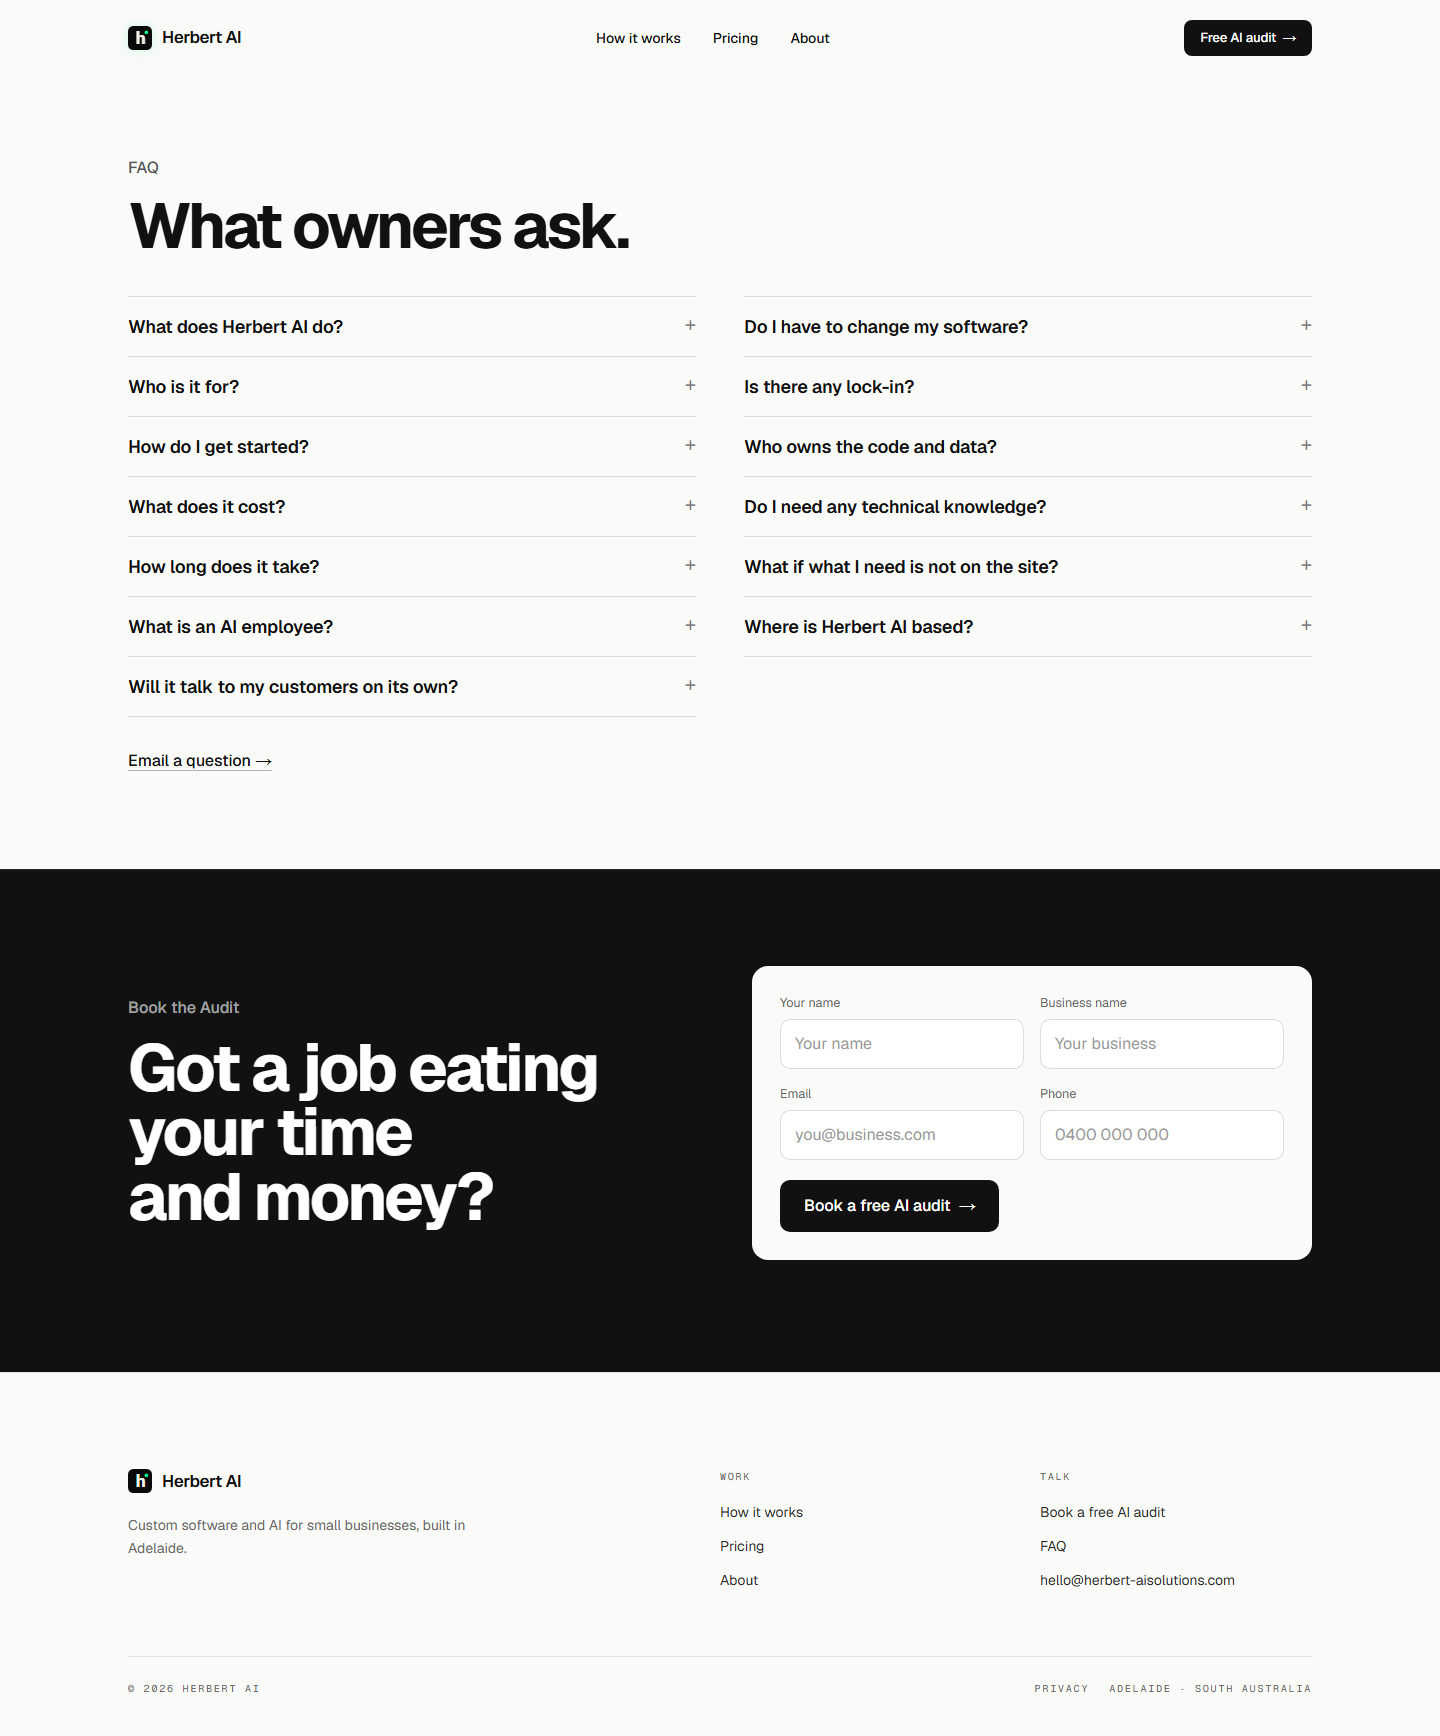 Herbert AI
How it works
Pricing
About
Free AI audit →
FAQ
What owners ask.
What does Herbert AI do? +
Who is it for? +
How do I get started? +
What does it cost? +
How long does it take? +
What is an AI employee? +
Will it talk to my customers on its own? +
Do I have to change my software? +
Is there any lock-in? +
Who owns the code and data? +
Do I need any technical knowledge? +
What if what I need is not on the site? +
Where is Herbert AI based? +
Email a question →
Book the Audit
Got a job eating
your time
and money?
Your name
Your name
Business name
Your business
Email
you@business.com
Phone
0400 000 000
Book a free AI audit →
Herbert AI
Custom software and AI for small businesses, built in
Adelaide.
WORK
How it works
Pricing
About
TALK
Book a free AI audit
FAQ
hello@herbert-aisolutions.com
© 2026 HERBERT AI
PRIVACY
ADELAIDE · SOUTH AUSTRALIA